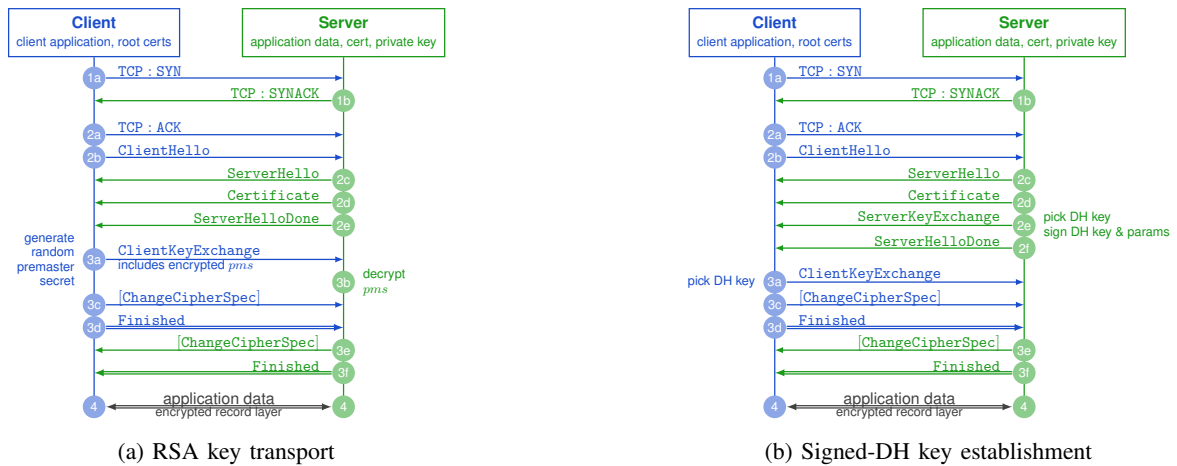 Client
client application, root certs
Server
application data, cert, private key
1a
TCP : SYN
TCP : SYNACK
1b
2a
TCP : ACK
2b
ClientHello
ServerHello
2c
Certificate
2d
ServerHelloDone
2e
generate
random
premaster
secret
3a
ClientKeyExchange
includes encrypted pms
3b
decrypt
pms
3c
[ChangeCipherSpec]
3d
Finished
[ChangeCipherSpec]
3e
Finished
3f
4
application data
encrypted record layer
4
(a) RSA key transport
Client
client application, root certs
Server
application data, cert, private key
1a
TCP : SYN
TCP : SYNACK
1b
2a
TCP : ACK
2b
ClientHello
ServerHello
2c
Certificate
2d
ServerKeyExchange
2e
pick DH key
sign DH key & params
ServerHelloDone
2f
pick DH key
3a
ClientKeyExchange
3c
[ChangeCipherSpec]
3d
Finished
[ChangeCipherSpec]
3e
Finished
3f
4
application data
encrypted record layer
4
(b) Signed-DH key establishment